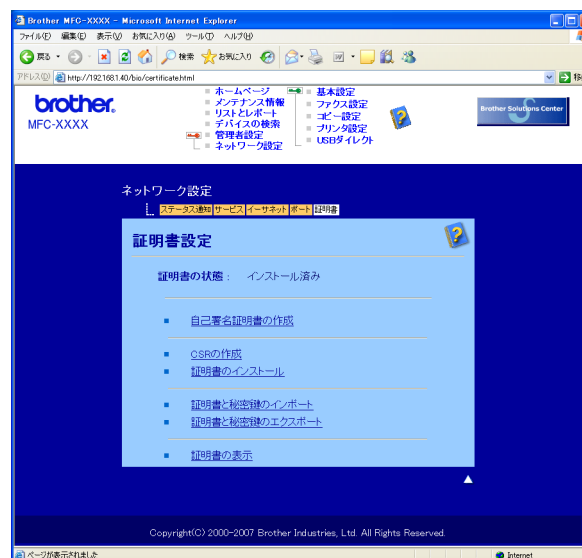 Brother MFC-XXXX - Microsoft Internet Explorer
ファイル(F) 編集(E) 表示(V) お気に入り(A) ツール(T) ヘルプ(H)
戻る 検索 お気に入り
アドレス(D) http://192.168.1.40/bio/certificate.html
brother
MFC-XXXX
ホームページ
メンテナンス情報
リストとレポート
デバイスの検索
管理者設定
ネットワーク設定
基本設定
ファクス設定
コピー設定
プリンタ設定
USBダイレクト
Brother Solutions Center
ネットワーク設定
ステータス通知 サービス イーサネット ポート 証明書
証明書設定
証明書の状態： インストール済み
自己署名証明書の作成
CSRの作成
証明書のインストール
証明書と秘密鍵のインポート
証明書と秘密鍵のエクスポート
証明書の表示
Copyright(C) 2000-2007 Brother Industries, Ltd. All Rights Reserved.
ページが表示されました
Internet